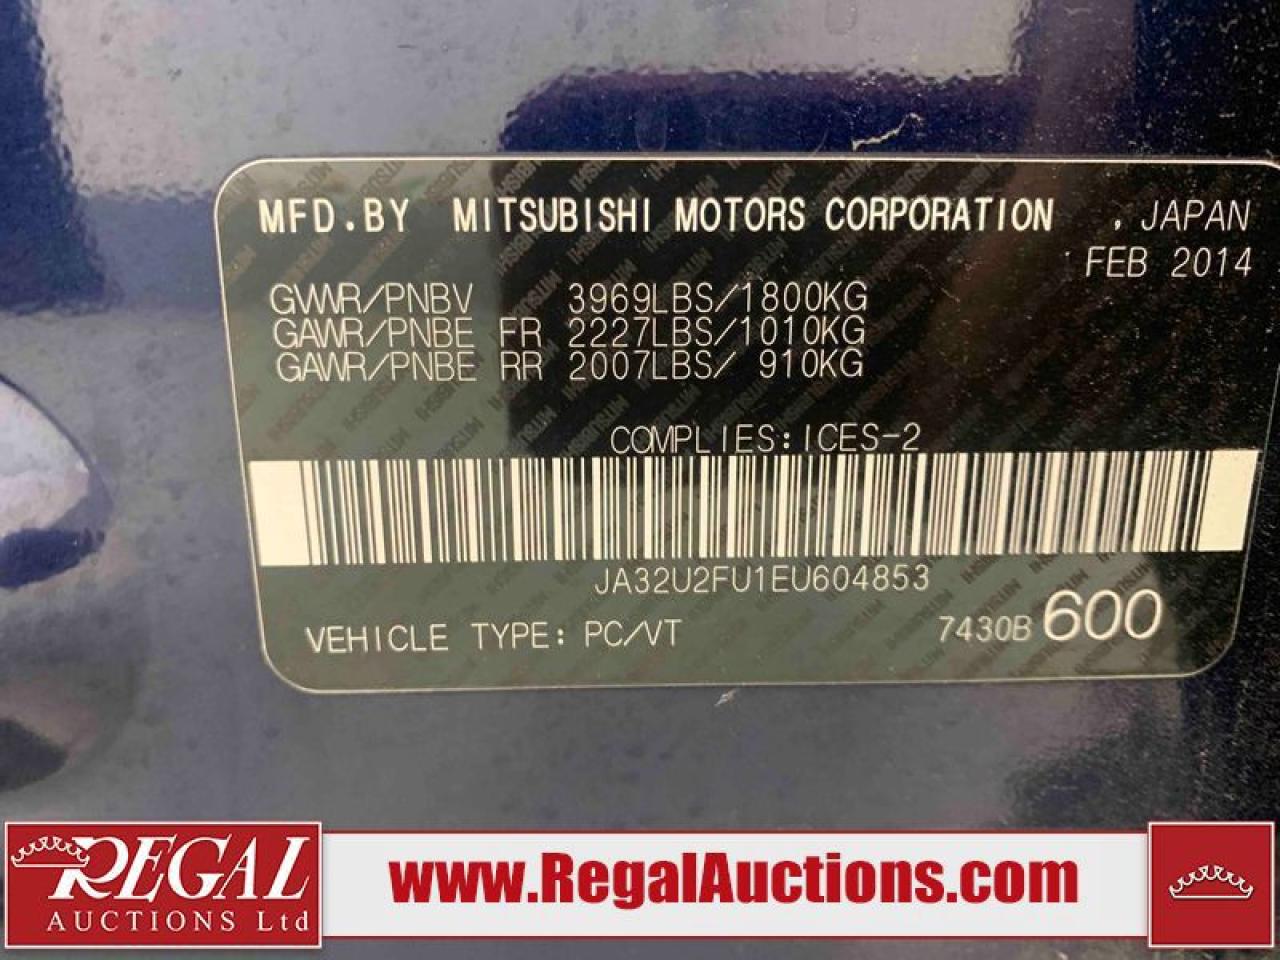 MFD.BY MITSUBISHI MOTORS CORPORATION , JAPAN
FEB 2014
GVWR/PNBV 3969LBS/1800KG
GAWR/PNBE FR 2227LBS/1010KG
GAWR/PNBE RR 2007LBS/ 910KG
COMPLIES:ICES-2
JA32U2FU1EU604853
VEHICLE TYPE: PC/VT 7430B 600
REGAL
AUCTIONS Ltd
www.RegalAuctions.com